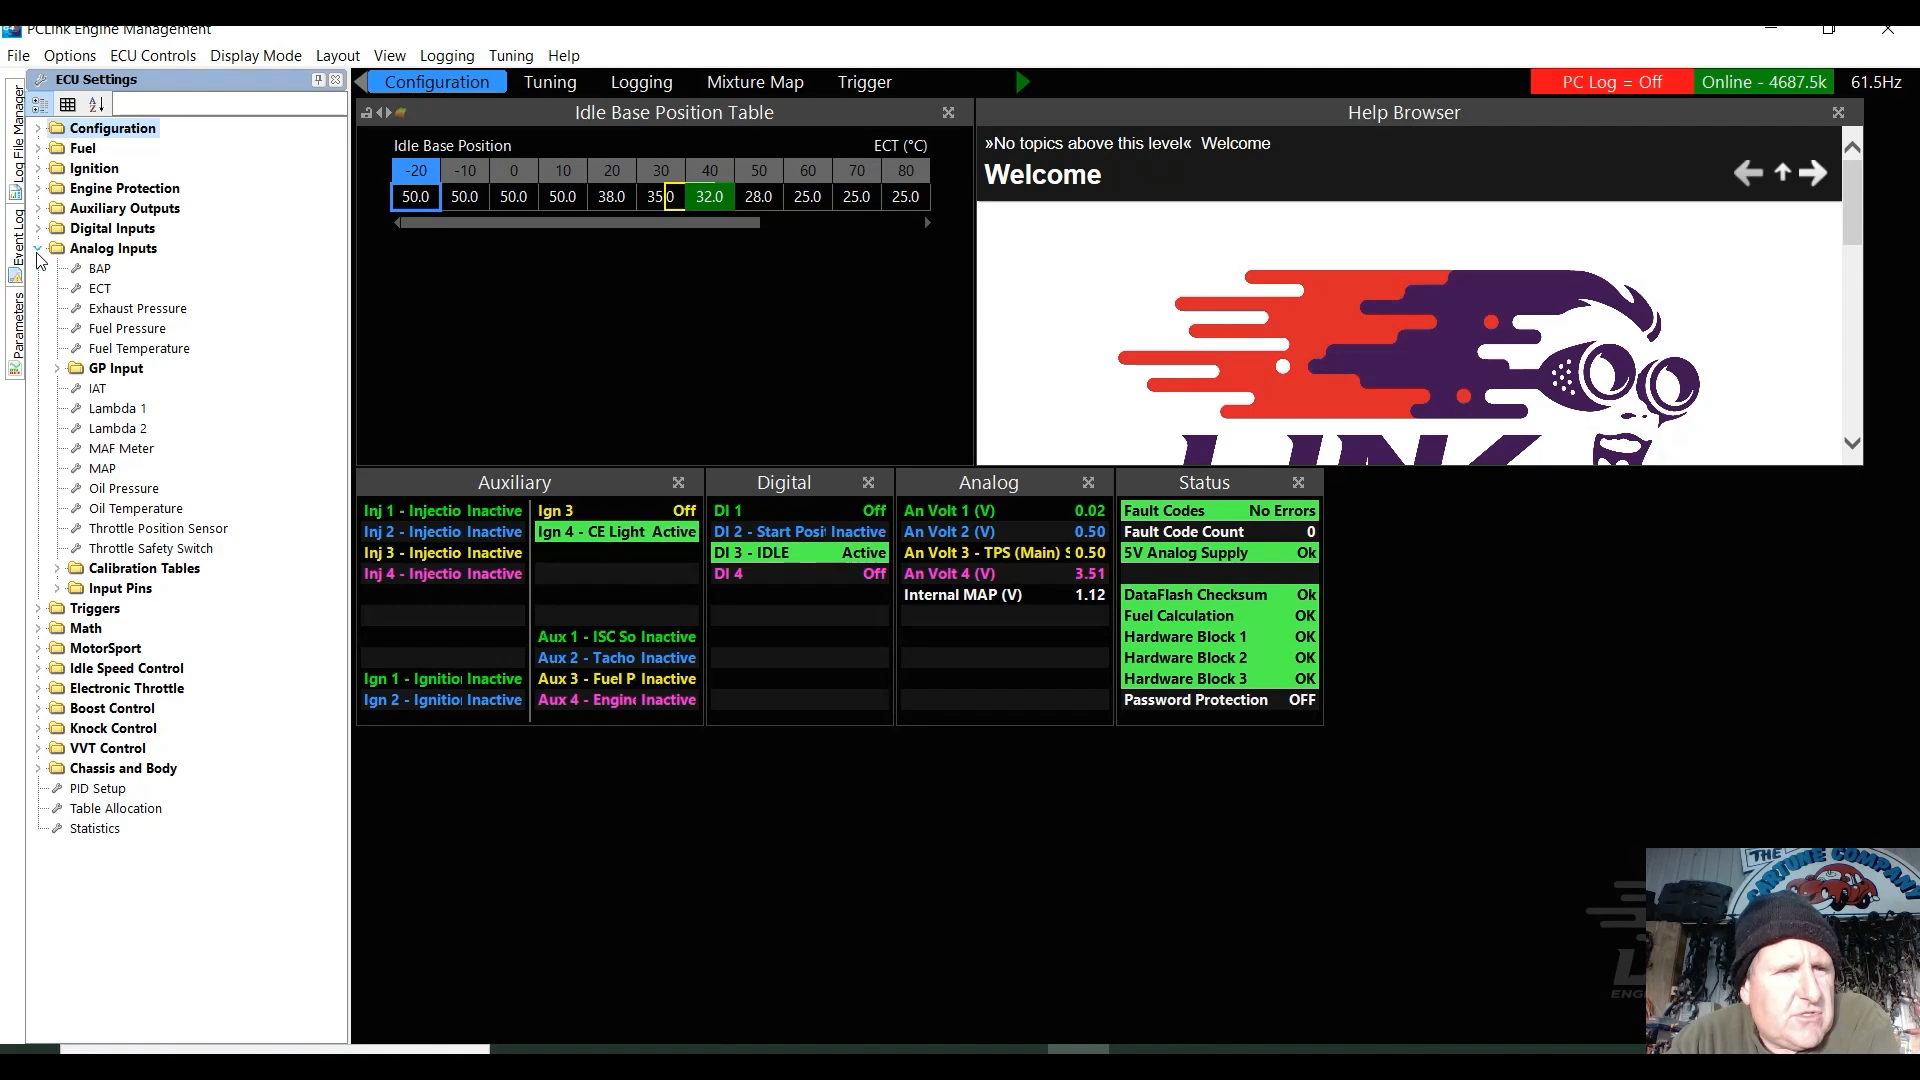 PCLink Engine Management
File Options ECU Controls Display Mode Layout View Logging Tuning Help
ECU Settings
Configuration Tuning Logging Mixture Map Trigger
PC Log = Off Online - 4687.5k 61.5Hz
Log File Manager
Event Log
Parameters
Configuration
Fuel
Ignition
Engine Protection
Auxiliary Outputs
Digital Inputs
Analog Inputs
BAP
ECT
Exhaust Pressure
Fuel Pressure
Fuel Temperature
GP Input
IAT
Lambda 1
Lambda 2
MAF Meter
MAP
Oil Pressure
Oil Temperature
Throttle Position Sensor
Throttle Safety Switch
Calibration Tables
Input Pins
Triggers
Math
MotorSport
Idle Speed Control
Electronic Throttle
Boost Control
Knock Control
VVT Control
Chassis and Body
PID Setup
Table Allocation
Statistics
Idle Base Position Table
Idle Base Position ECT (°C)
-20 -10 0 10 20 30 40 50 60 70 80
50.0 50.0 50.0 50.0 38.0 35.0 32.0 28.0 25.0 25.0 25.0
Help Browser
»No topics above this level« Welcome
Welcome
LINK
Auxiliary
Inj 1 - Injectio Inactive
Inj 2 - Injectio Inactive
Inj 3 - Injectio Inactive
Inj 4 - Injectio Inactive
Ign 1 - Ignitio Inactive
Ign 2 - Ignitio Inactive
Ign 3 Off
Ign 4 - CE Light Active
Aux 1 - ISC So Inactive
Aux 2 - Tacho Inactive
Aux 3 - Fuel P Inactive
Aux 4 - Engine Inactive
Digital
DI 1 Off
DI 2 - Start Posit Inactive
DI 3 - IDLE Active
DI 4 Off
Analog
An Volt 1 (V) 0.02
An Volt 2 (V) 0.50
An Volt 3 - TPS (Main) S 0.50
An Volt 4 (V) 3.51
Internal MAP (V) 1.12
Status
Fault Codes No Errors
Fault Code Count 0
5V Analog Supply Ok
DataFlash Checksum Ok
Fuel Calculation OK
Hardware Block 1 OK
Hardware Block 2 OK
Hardware Block 3 OK
Password Protection OFF
THE
CARTUNE COMPANY